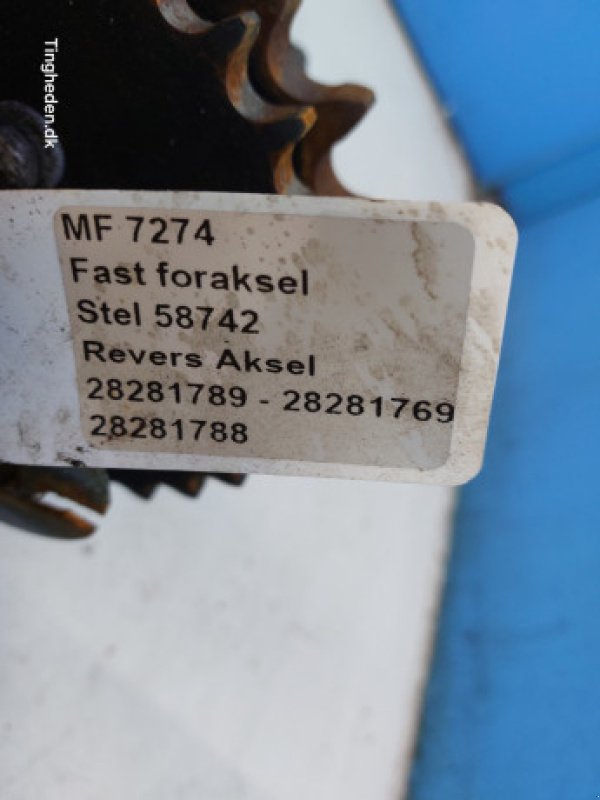 Tingheden.dk
MF 7274
Fast foraksel
Stel 58742
Revers Aksel
28281789 - 28281769
28281788